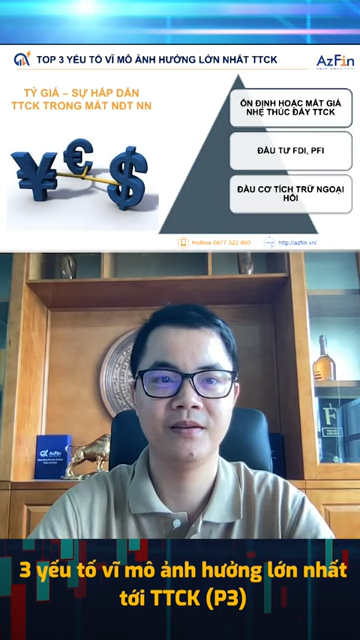 TOP 3 YẾU TỐ VĨ MÔ ẢNH HƯỞNG LỚN NHẤT TTCK
AzFin
TỶ GIÁ – SỰ HẤP DẪN
TTCK TRONG MẮT NĐT NN
¥ € $
ỔN ĐỊNH HOẶC MẤT GIÁ
NHẸ THÚC ĐẨY TTCK
ĐẦU TƯ FDI, PFI
ĐẦU CƠ TÍCH TRỮ NGOẠI
HỐI
Hotline 0977 522 660
http://azfin.vn/
AzFin
3 yếu tố vĩ mô ảnh hưởng lớn nhất
tới TTCK (P3)